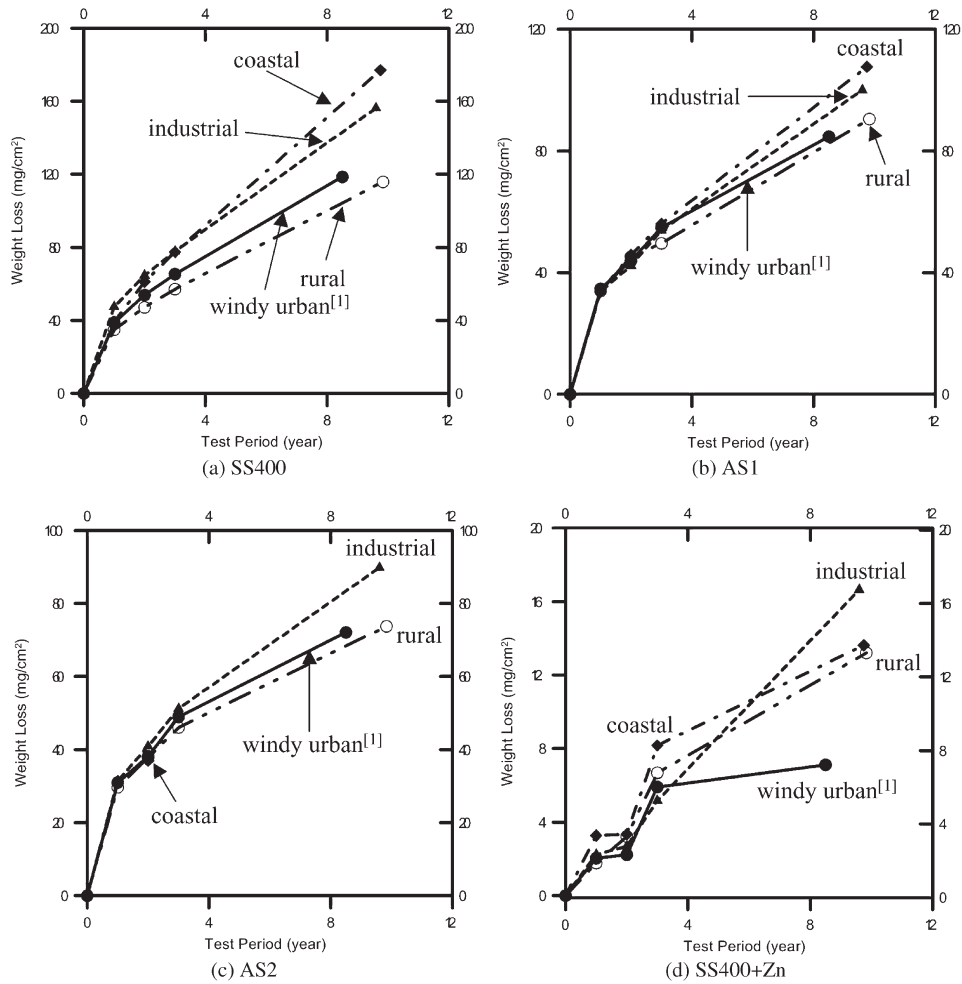 0 4 8 12
200 200
160 160
120 120
80 80
40 40
0 0
0 4 8 12
Weight Loss (mg/cm²)
Test Period (year)
coastal
industrial
rural
windy urban[1]
(a) SS400
0 4 8 12
120 120
80 80
40 40
0 0
0 4 8 12
Weight Loss (mg/cm²)
Test Period (year)
coastal
industrial
rural
windy urban[1]
(b) AS1
0 4 8 12
100 100
80 80
60 60
40 40
20 20
0 0
0 4 8 12
Weight Loss (mg/cm²)
Test Period (year)
industrial
rural
windy urban[1]
coastal
(c) AS2
0 4 8 12
20 20
16 16
12 12
8 8
4 4
0 0
0 4 8 12
Weight Loss (mg/cm²)
Test Period (year)
industrial
rural
coastal
windy urban[1]
(d) SS400+Zn